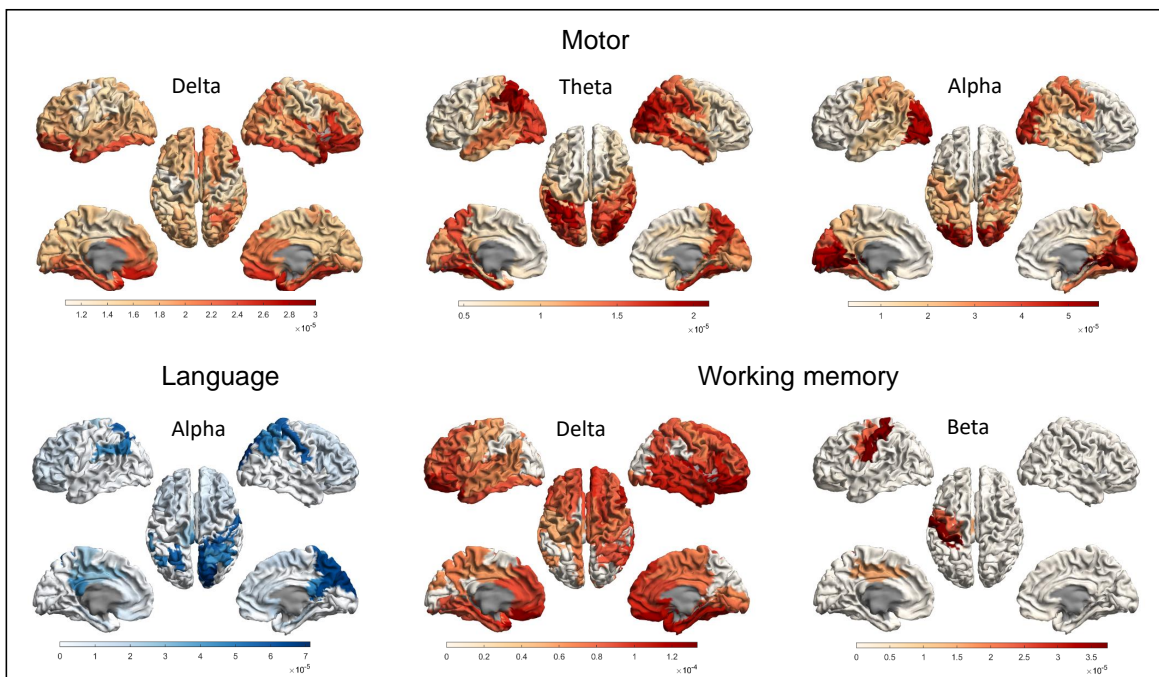 Motor
Delta
Theta
Alpha
1.2 1.4 1.6 1.8 2 2.2 2.4 2.6 2.8 3
×10⁻⁵
0.5 1 1.5 2
×10⁻⁵
1 2 3 4 5
×10⁻⁵
Language
Working memory
Alpha
Delta
Beta
0 1 2 3 4 5 6 7
×10⁻⁵
0 0.2 0.4 0.6 0.8 1 1.2
×10⁻⁴
0 0.5 1 1.5 2 2.5 3 3.5
×10⁻⁵